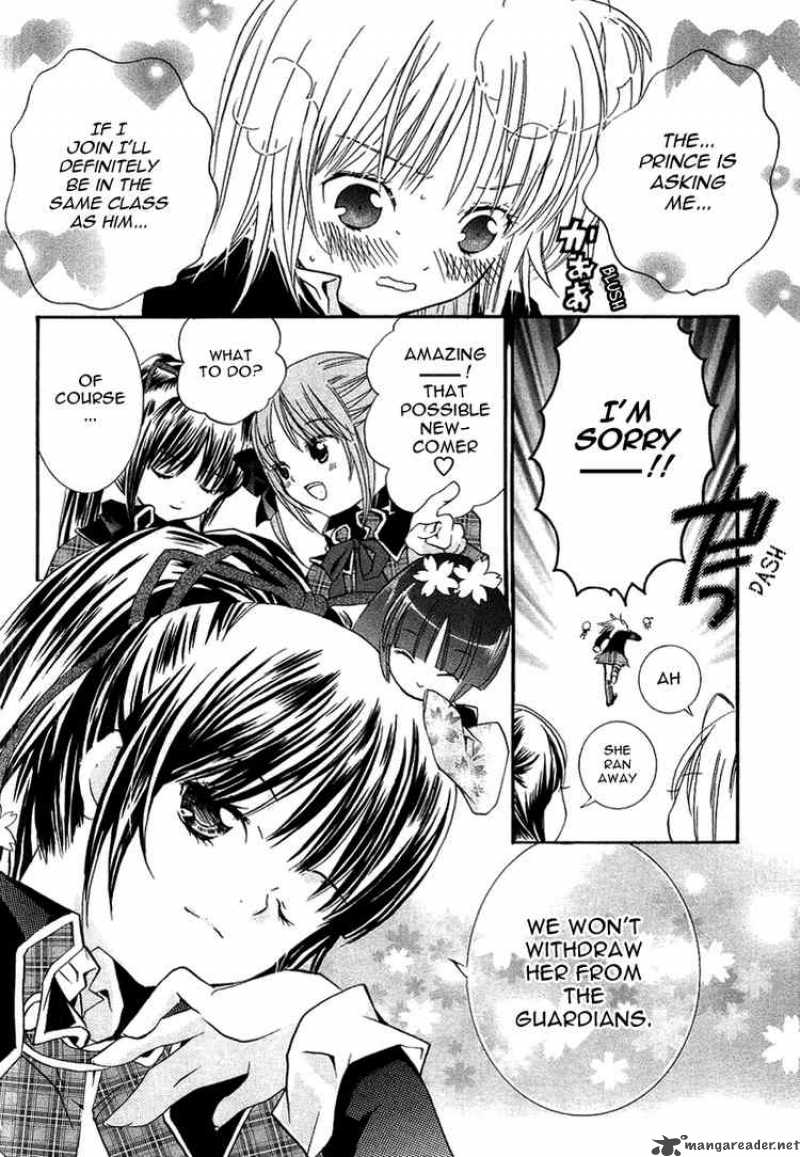 THE...
PRINCE IS
ASKING
ME...
IF I
JOIN I'LL
DEFINITELY
BE IN THE
SAME CLASS
AS HIM...
かぁぁぁ
BLUSH
I'M
SORRY
—!!
DASH
AH
SHE
RAN
AWAY
AMAZING
—!
THAT
POSSIBLE
NEW-
COMER
♡
WHAT
TO DO?
OF
COURSE
...
WE WON'T
WITHDRAW
HER FROM
THE
GUARDIANS.
mangareader.net